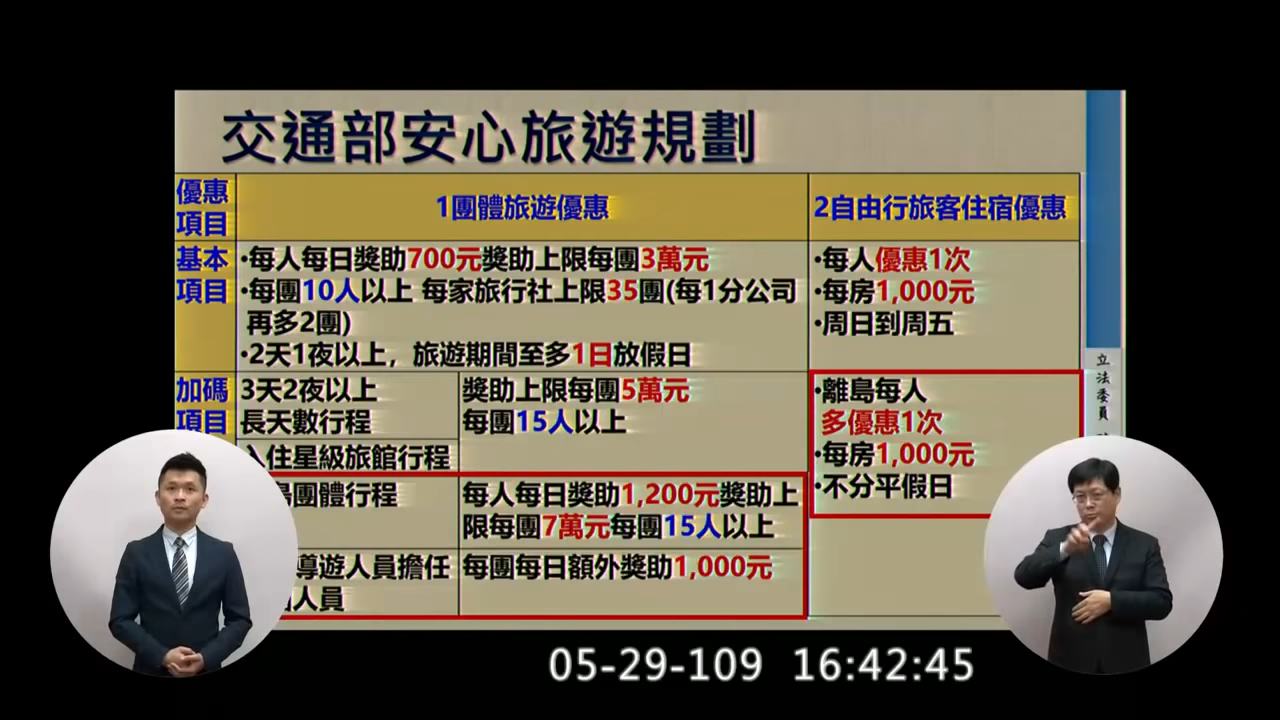 交通部安心旅遊規劃
優惠
項目
1團體旅遊優惠
2自由行旅客住宿優惠
基本
項目
•每人每日獎助700元獎助上限每團3萬元
•每團10人以上 每家旅行社上限35團(每1分公司
再多2團)
•2天1夜以上，旅遊期間至多1日放假日
•每人優惠1次
•每房1,000元
•周日到周五
加碼
項目
3天2夜以上
長天數行程
入住星級旅館行程
獎助上限每團5萬元
每團15人以上
島團體行程
每人每日獎助1,200元獎助上
限每團7萬元每團15人以上
導遊人員擔任
人員
每團每日額外獎助1,000元
•離島每人
多優惠1次
•每房1,000元
•不分平假日
立法委員
05-29-109 16:42:45